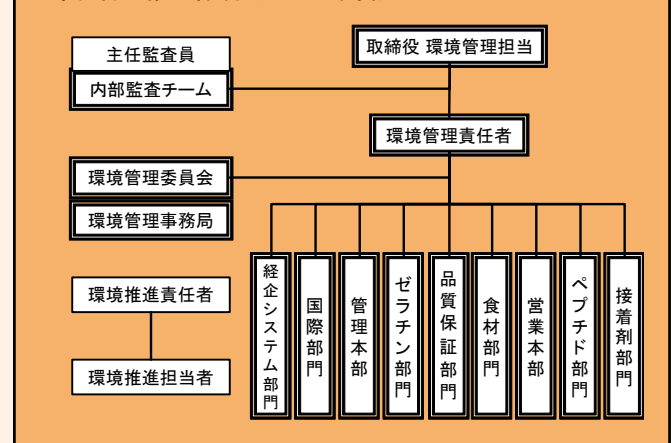 主任監査員
内部監査チーム
取締役 環境管理担当
環境管理責任者
環境管理委員会
環境管理事務局
環境推進責任者
環境推進担当者
経企システム部門
国際部門
管理本部
ゼラチン部門
品質保証部門
食材部門
営業本部
ペプチド部門
接着剤部門